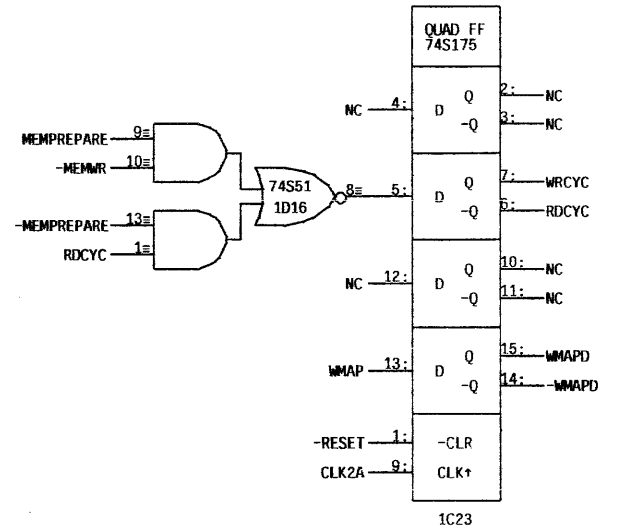 QUAD FF
74S175
NC 4: D Q 2: NC
-Q 3: NC
MEMPREPARE 9≡
-MEMWR 10≡
74S51
1D16
8≡ 5: D Q 7: WRCYC
-Q 6: RDCYC
-MEMPREPARE 13≡
RDCYC 1≡
NC 12: D Q 10: NC
-Q 11: NC
WMAP 13: D Q 15: WMAPD
-Q 14: -WMAPD
-RESET 1: -CLR
CLK2A 9: CLK↑
1C23